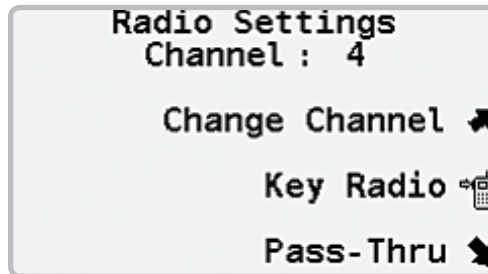 Radio Settings
Channel : 4
Change Channel
Key Radio
Pass-Thru